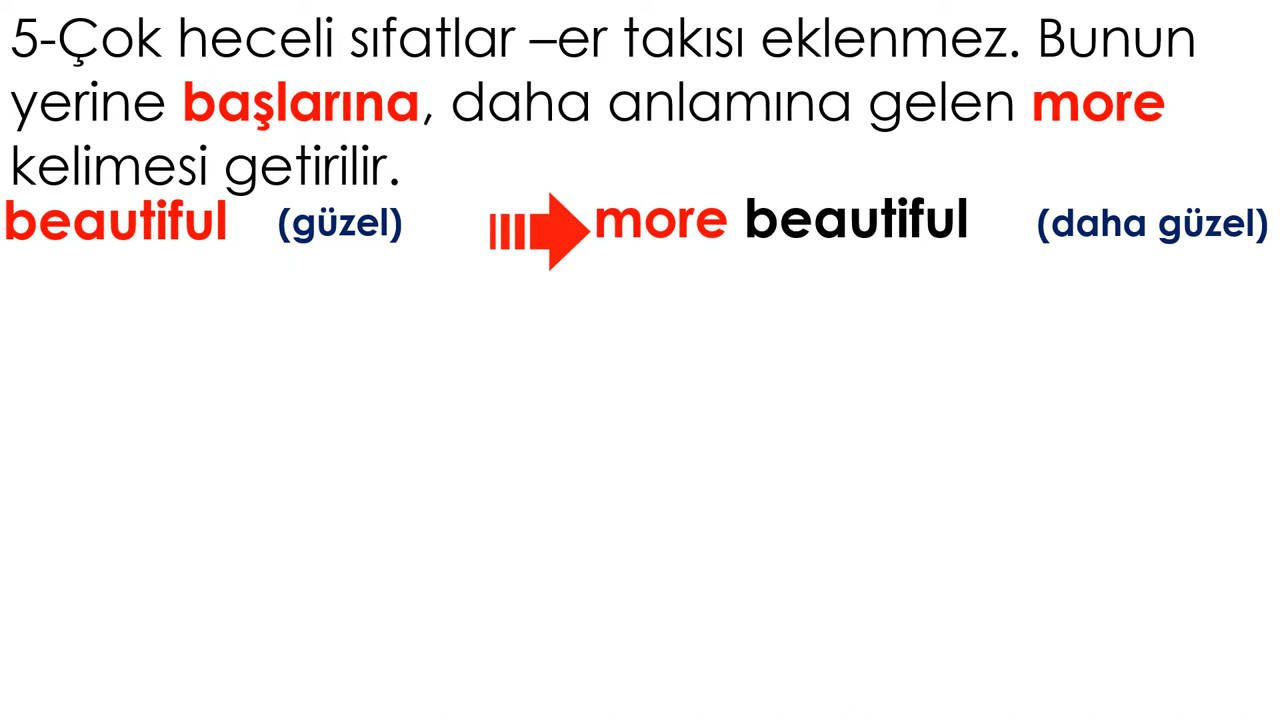 5-Çok heceli sıfatlar –er takısı eklenmez. Bunun
yerine başlarına, daha anlamına gelen more
kelimesi getirilir.
beautiful (güzel) more beautiful (daha güzel)